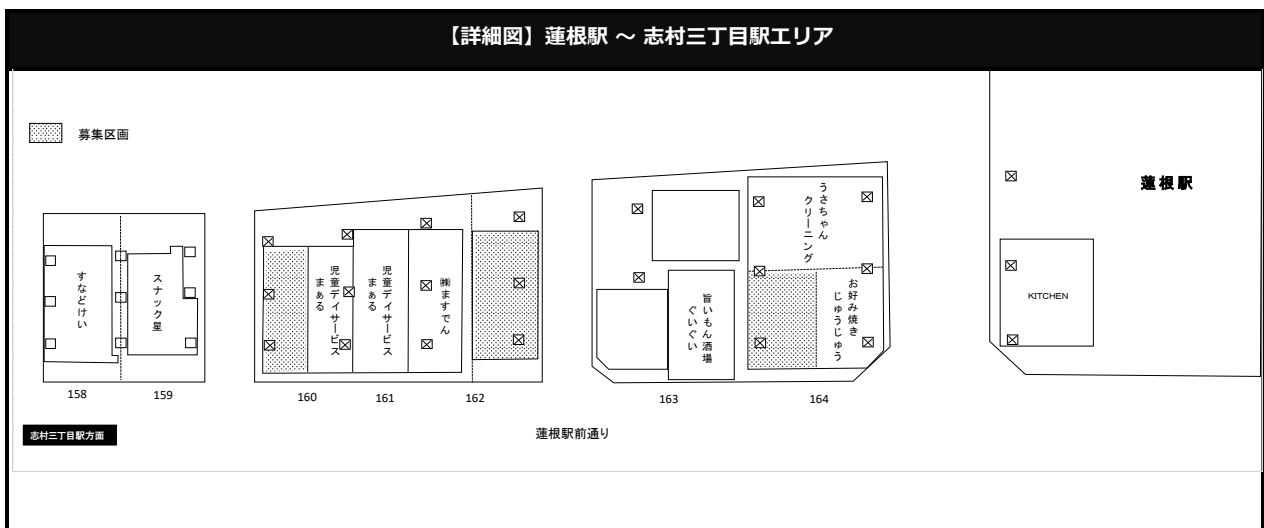 【詳細図】蓮根駅 ～ 志村三丁目駅エリア
募集区画
蓮根駅
すなどけい
スナック星
児童デイサービス
まぁる
児童デイサービス
まぁる
㈱ますでん
旨いもん酒場
ぐいぐい
うさちゃん
クリーニング
お好み焼き
じゅうじゅう
KITCHEN
158
159
160
161
162
163
164
志村三丁目駅方面
蓮根駅前通り